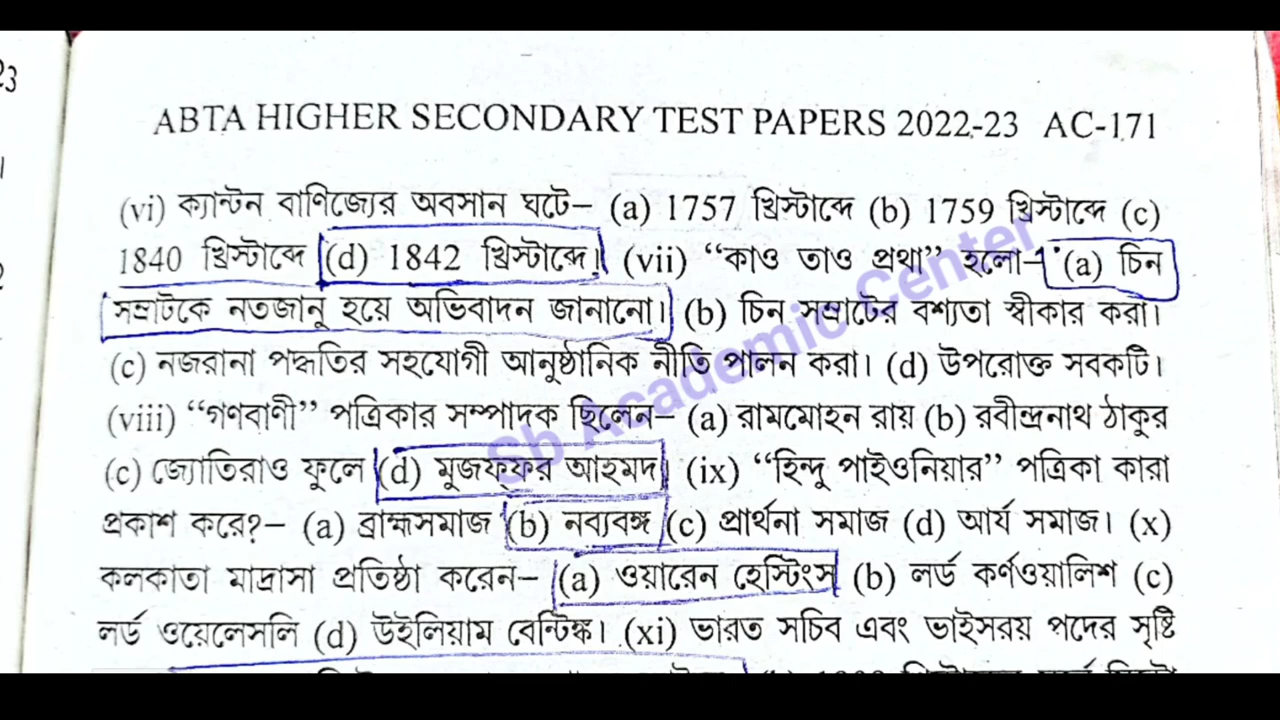 23
ABTA HIGHER SECONDARY TEST PAPERS 2022-23 AC-171
(vi) ক্যান্টন বাণিজ্যের অবসান ঘটে– (a) 1757 খ্রিস্টাব্দে (b) 1759 খ্রিস্টাব্দে (c)
1840 খ্রিস্টাব্দে (d) 1842 খ্রিস্টাব্দে। (vii) “কাও তাও প্রথা” হলো– (a) চিন
সম্রাটকে নতজানু হয়ে অভিবাদন জানানো। (b) চিন সম্রাটের বশ্যতা স্বীকার করা।
(c) নজরানা পদ্ধতির সহযোগী আনুষ্ঠানিক নীতি পালন করা। (d) উপরোক্ত সবকটি।
(viii) “গণবাণী” পত্রিকার সম্পাদক ছিলেন– (a) রামমোহন রায় (b) রবীন্দ্রনাথ ঠাকুর
(c) জ্যোতিরাও ফুলে (d) মুজফ্ফর আহমদ (ix) “হিন্দু পাইওনিয়ার” পত্রিকা কারা
প্রকাশ করে?– (a) ব্রাহ্মসমাজ (b) নব্যবঙ্গ (c) প্রার্থনা সমাজ (d) আর্য সমাজ। (x)
কলকাতা মাদ্রাসা প্রতিষ্ঠা করেন– (a) ওয়ারেন হেস্টিংস (b) লর্ড কর্ণওয়ালিশ (c)
লর্ড ওয়েলেসলি (d) উইলিয়াম বেন্টিঙ্ক। (xi) ভারত সচিব এবং ভাইসরয় পদের সৃষ্টি
Sb Academic Center